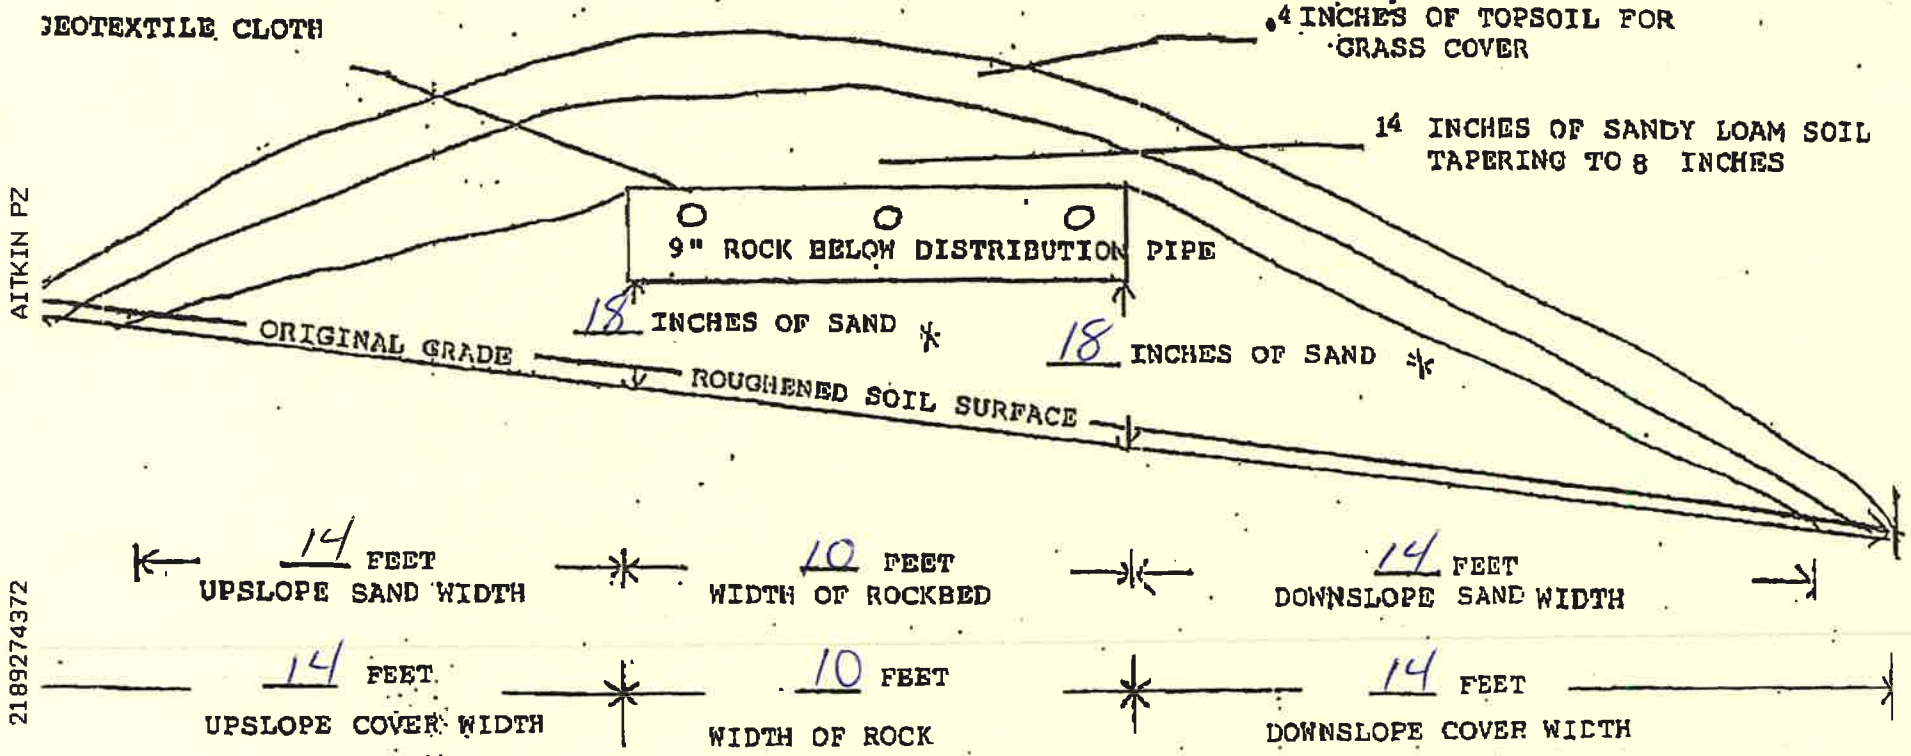 GEOTEXTILE CLOTH
4 INCHES OF TOPSOIL FOR
GRASS COVER
14 INCHES OF SANDY LOAM SOIL
TAPERING TO 8 INCHES
9" ROCK BELOW DISTRIBUTION PIPE
18 INCHES OF SAND *
18 INCHES OF SAND *
ORIGINAL GRADE
ROUGHENED SOIL SURFACE
14 FEET
UPSLOPE SAND WIDTH
10 FEET
WIDTH OF ROCKBED
14 FEET
DOWNSLOPE SAND WIDTH
14 FEET
UPSLOPE COVER WIDTH
10 FEET
WIDTH OF ROCK
14 FEET
DOWNSLOPE COVER WIDTH
AITKIN PZ
2189274372